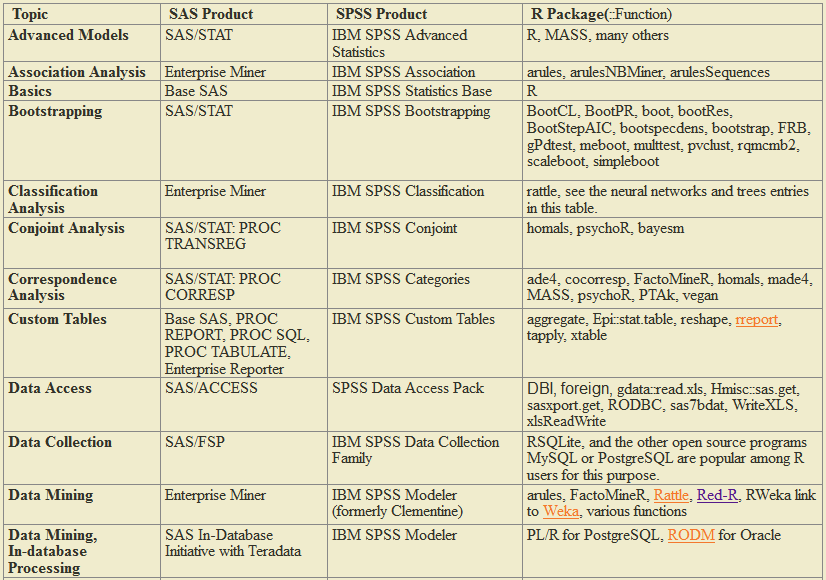 Topic SAS Product SPSS Product R Package(::Function)
Advanced Models SAS/STAT IBM SPSS Advanced R, MASS, many others
Statistics
Association Analysis Enterprise Miner IBM SPSS Association arules, arulesNBMiner, arulesSequences
Basics Base SAS IBM SPSS Statistics Base R
Bootstrapping SAS/STAT IBM SPSS Bootstrapping BootCL, BootPR, boot, bootRes,
BootStepAIC, bootspecdens, bootstrap, FRB,
gPdtest, meboot, multtest, pvclust, rqmcmb2,
scaleboot, simpleboot
Classification Enterprise Miner IBM SPSS Classification rattle, see the neural networks and trees entries
Analysis in this table.
Conjoint Analysis SAS/STAT: PROC IBM SPSS Conjoint homals, psychoR, bayesm
TRANSREG
Correspondence SAS/STAT: PROC IBM SPSS Categories ade4, cocorresp, FactoMineR, homals, made4,
Analysis CORRESP MASS, psychoR, PTAk, vegan
Custom Tables Base SAS, PROC IBM SPSS Custom Tables aggregate, Epi::stat.table, reshape, rreport,
REPORT, PROC SQL, tapply, xtable
PROC TABULATE,
Enterprise Reporter
Data Access SAS/ACCESS SPSS Data Access Pack DBI, foreign, gdata::read.xls, Hmisc::sas.get,
sasxport.get, RODBC, sas7bdat, WriteXLS,
xlsReadWrite
Data Collection SAS/FSP IBM SPSS Data Collection RSQLite, and the other open source programs
Family MySQL or PostgreSQL are popular among R
users for this purpose.
Data Mining Enterprise Miner IBM SPSS Modeler arules, FactoMineR, Rattle, Red-R, RWeka link
(formerly Clementine) to Weka, various functions
Data Mining, SAS In-Database IBM SPSS Modeler PL/R for PostgreSQL, RODM for Oracle
In-database Initiative with Teradata
Processing